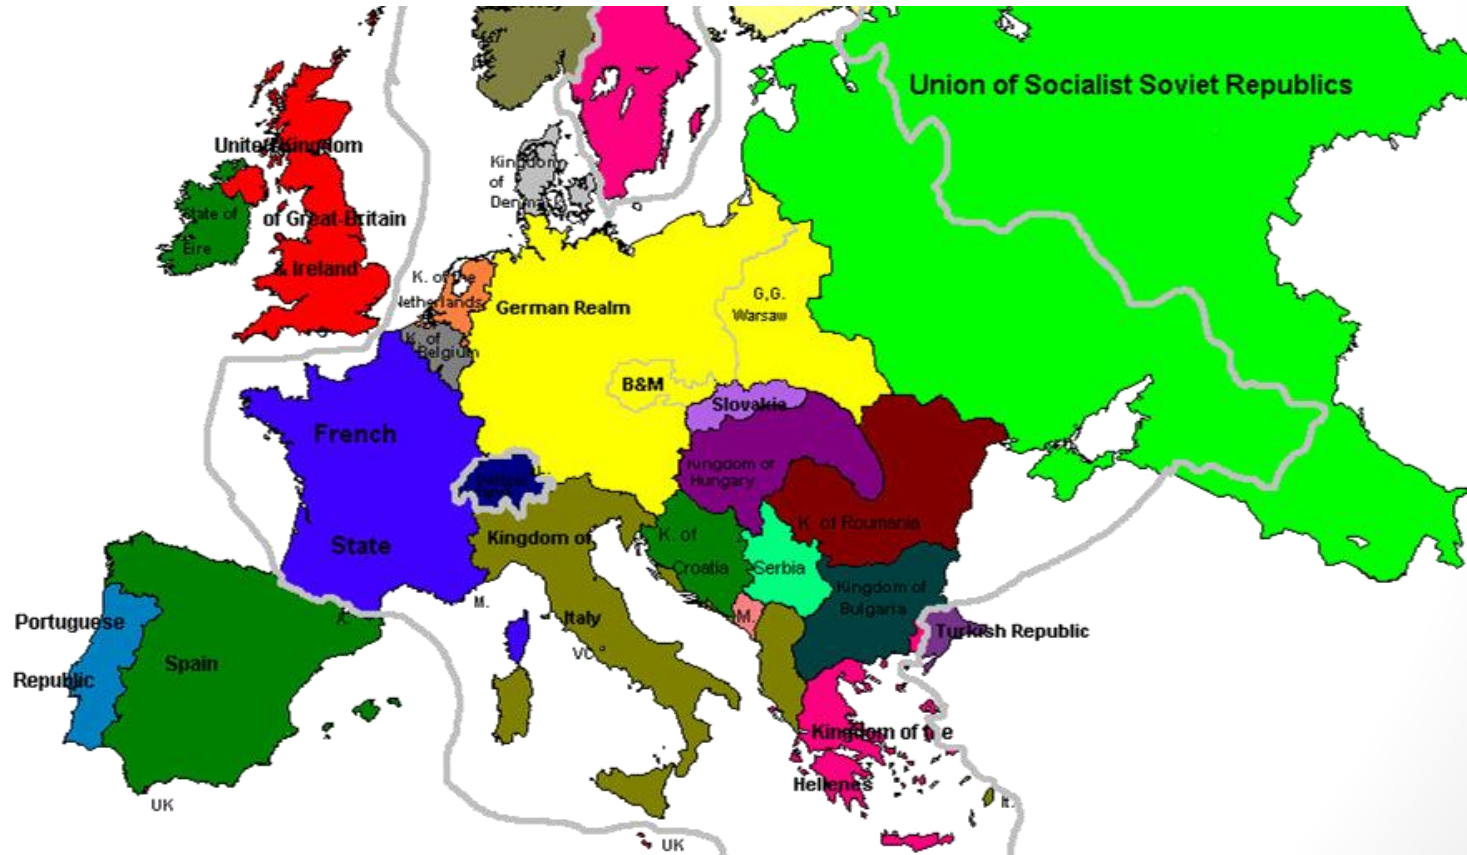 Union of Socialist Soviet Republics
United Kingdom
of Great-Britain
& Ireland
State of
Eire
Kingdom
of
Denmark
K. of the
Netherlands
K. of
Belgium
German Realm
G,G.
Warsaw
B&M
Slovakia
French
State
Kingdom of
Hungary
K. of Roumania
Kingdom of
Italy
K. of
Croatia
Serbia
Kingdom of
Bulgaria
M.
M.
VC
Portuguese
Republic
Spain
Turkish Republic
Kingdom of the
Hellenes
It.
UK
UK